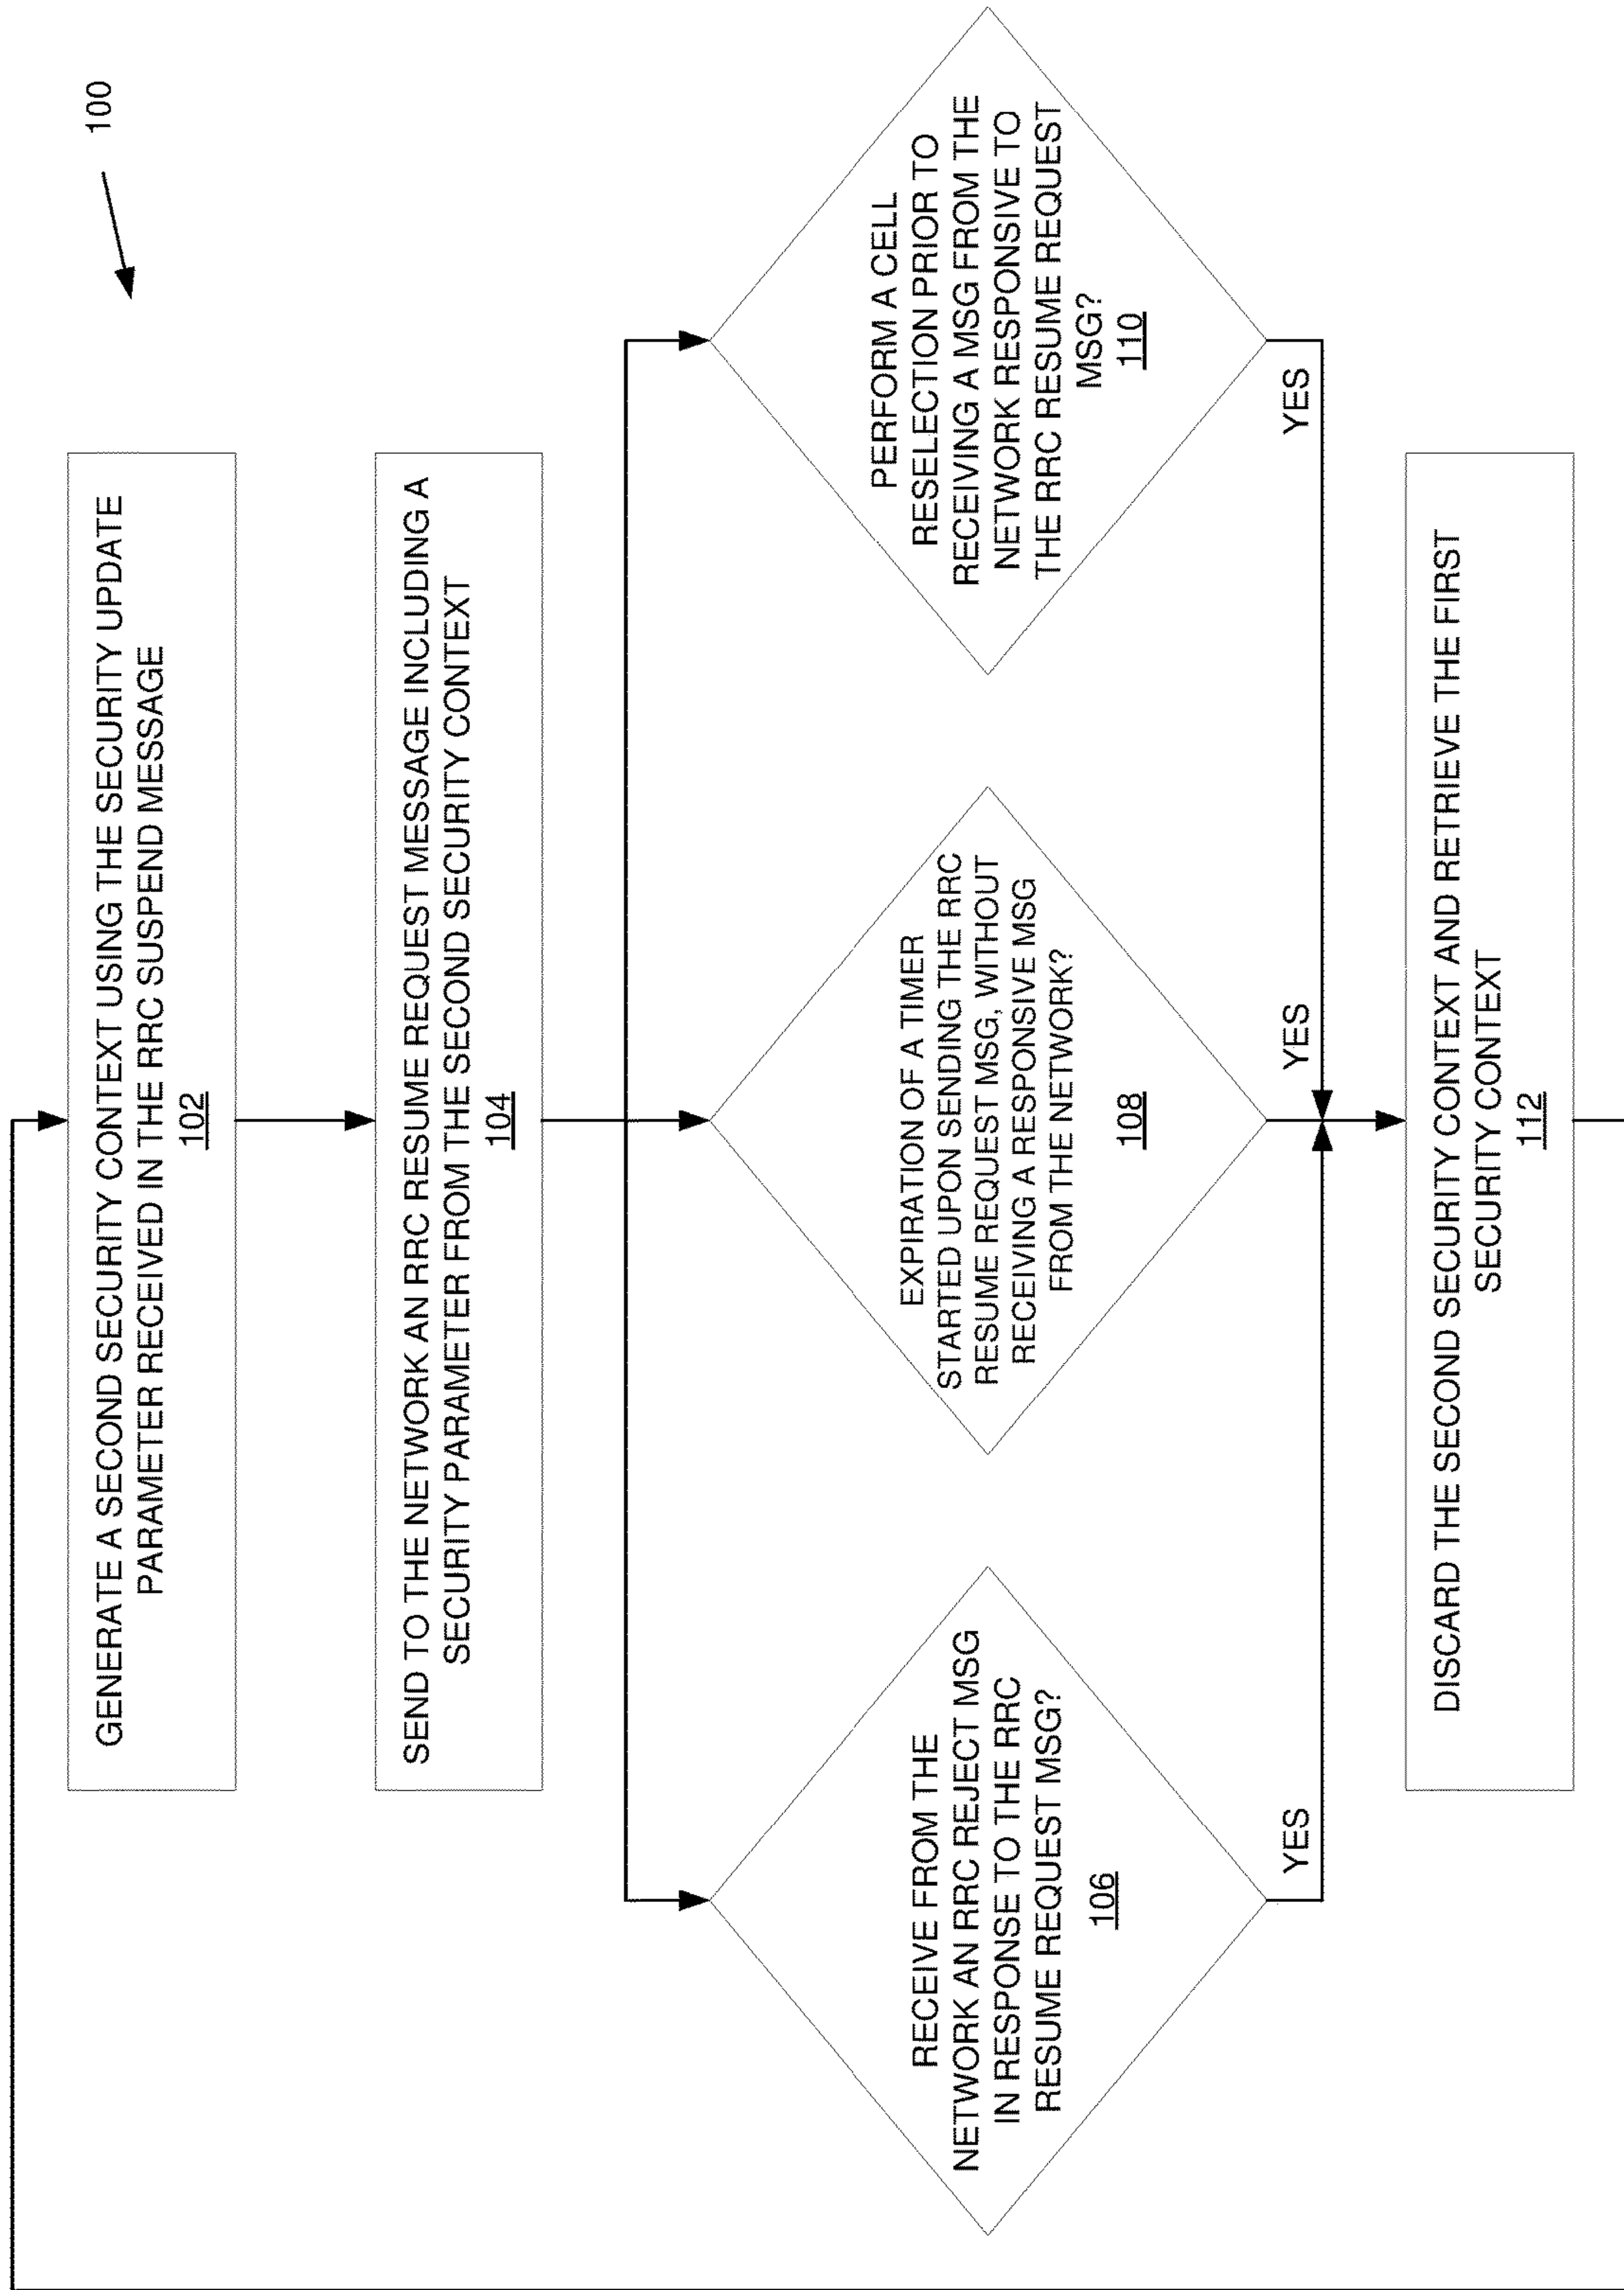 100
GENERATE A SECOND SECURITY CONTEXT USING THE SECURITY UPDATE
PARAMETER RECEIVED IN THE RRC SUSPEND MESSAGE
102
SEND TO THE NETWORK AN RRC RESUME REQUEST MESSAGE INCLUDING A
SECURITY PARAMETER FROM THE SECOND SECURITY CONTEXT
104
RECEIVE FROM THE
NETWORK AN RRC REJECT MSG
IN RESPONSE TO THE RRC
RESUME REQUEST MSG?
106
YES
EXPIRATION OF A TIMER
STARTED UPON SENDING THE RRC
RESUME REQUEST MSG, WITHOUT
RECEIVING A RESPONSIVE MSG
FROM THE NETWORK?
108
YES
PERFORM A CELL
RESELECTION PRIOR TO
RECEIVING A MSG FROM THE
NETWORK RESPONSIVE TO
THE RRC RESUME REQUEST
MSG?
110
YES
DISCARD THE SECOND SECURITY CONTEXT AND RETRIEVE THE FIRST
SECURITY CONTEXT
112